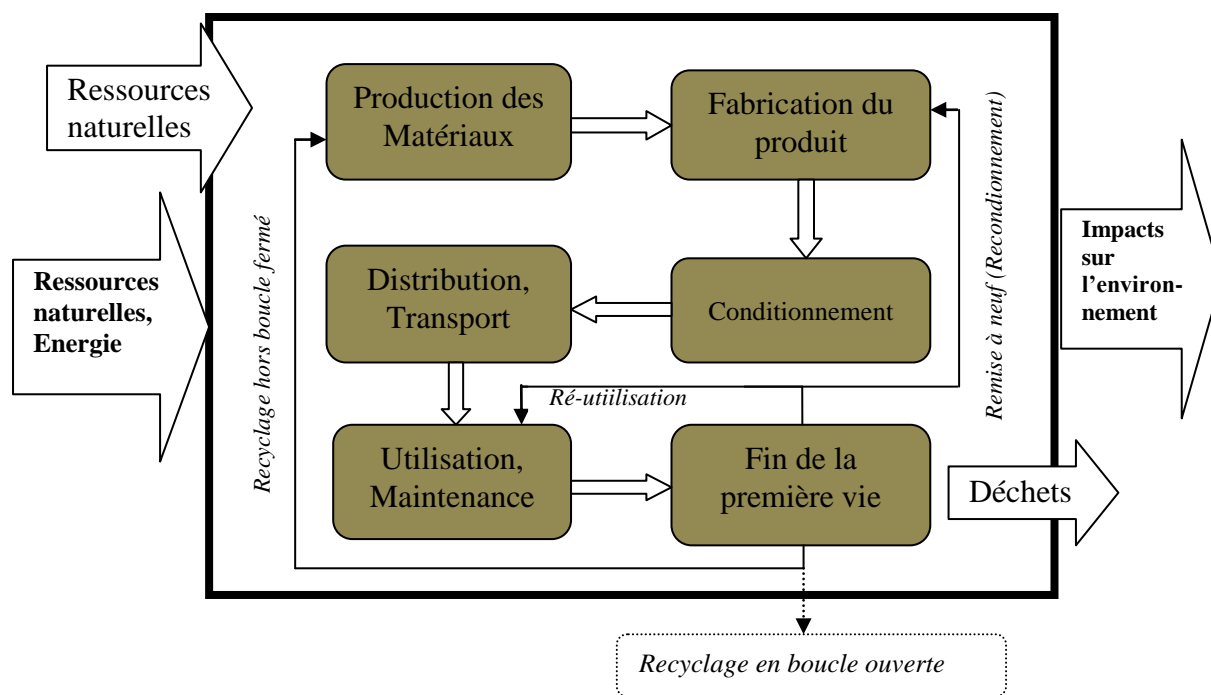 Ressources
naturelles
Production des
Matériaux
Fabrication du
produit
Recyclage hors boucle fermé
Remise à neuf (Recondionnement)
Ressources
naturelles,
Energie
Distribution,
Transport
Conditionnement
Impacts
sur
l'environ-
nement
Ré-utiilisation
Utilisation,
Maintenance
Fin de la
première vie
Déchets
Recyclage en boucle ouverte